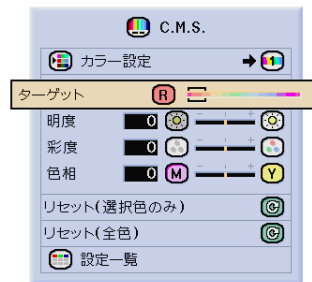 C.M.S.
カラー設定 1
ターゲット R
明度 0 - +
彩度 0 - +
色相 0 M - + Y
リセット(選択色のみ)
リセット(全色)
設定一覧